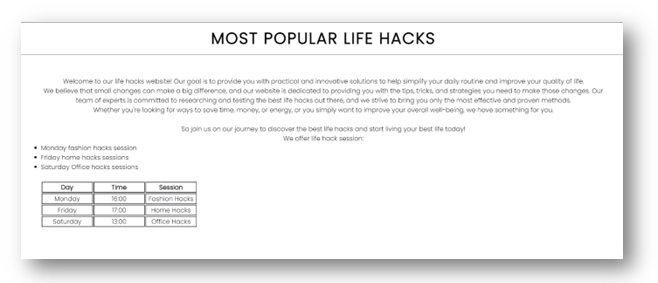 MOST POPULAR LIFE HACKS
Welcome to our life hacks website! Our goal is to provide you with practical and innovative solutions to help simplify your daily routine and improve your quality of life.
We believe that small changes can make a big difference, and our website is dedicated to providing you with the tips, tricks, and strategies you need to make those changes. Our
team of experts is committed to researching and testing the best life hacks out there, and we strive to bring you only the most effective and proven methods.
Whether you're looking for ways to save time, money, or energy, or you simply want to improve your overall well-being, we have something for you.
So join us on our journey to discover the best life hacks and start living your best life today!
We offer life hack session:
• Monday fashion hacks session
• Friday home hacks sessions
• Saturday Office hacks sessions
Day Time Session
Monday 16:00 Fashion Hacks
Friday 17:00 Home Hacks
Saturday 13:00 Office Hacks